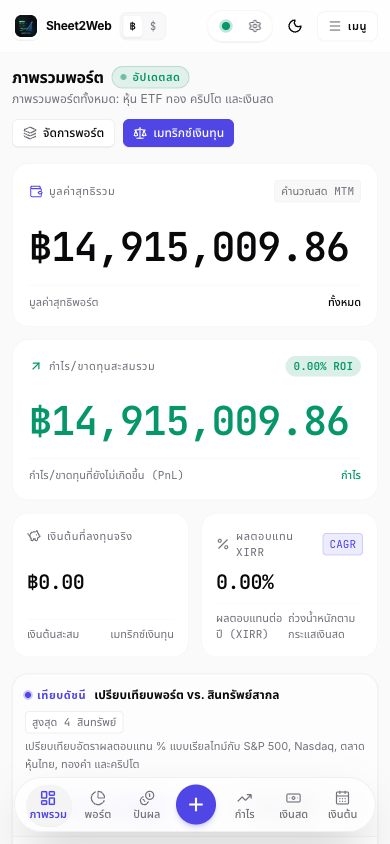 Sheet2Web ฿ $ เมนู
ภาพรวมพอร์ต อัปเดตสด
ภาพรวมพอร์ตทั้งหมด: หุ้น ETF ทอง คริปโต และเงินสด
จัดการพอร์ต เมทริกซ์เงินทุน
มูลค่าสุทธิรวม คำนวณสด MTM
฿14,915,009.86
มูลค่าสุทธิพอร์ต ทั้งหมด
กำไร/ขาดทุนสะสมรวม 0.00% ROI
฿14,915,009.86
กำไร/ขาดทุนที่ยังไม่เกิดขึ้น (PnL) กำไร
เงินต้นที่ลงทุนจริง
฿0.00
เงินต้นสะสม เมทริกซ์เงินทุน
ผลตอบแทน
XIRR
CAGR
0.00%
ผลตอบแทนต่อ ถ่วงน้ำหนักตาม
ปี (XIRR) กระแสเงินสด
เทียบดัชนี เปรียบเทียบพอร์ต vs. สินทรัพย์สากล
สูงสุด 4 สินทรัพย์
เปรียบเทียบอัตราผลตอบแทน % แบบเรียลไทม์กับ S&P 500, Nasdaq, ตลาด
หุ้นไทย, ทองคำ และคริปโต
ภาพรวม พอร์ต ปันผล กำไร เงินสด เงินต้น